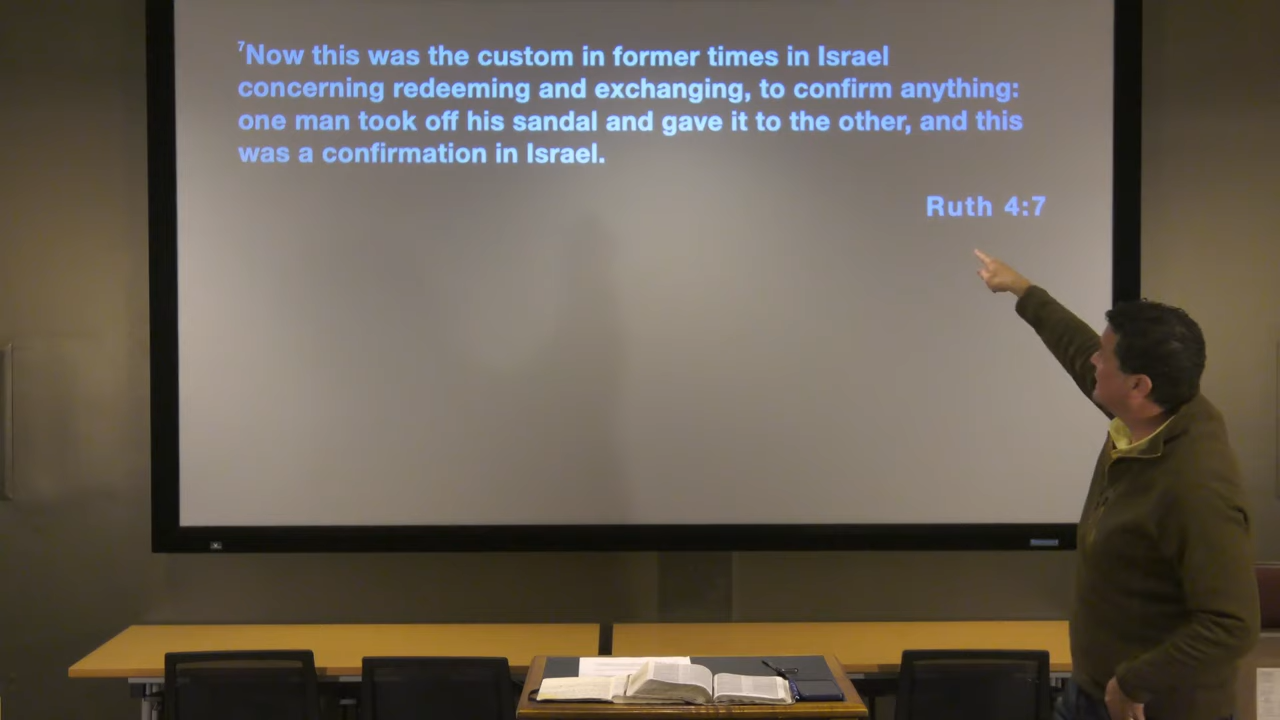 ⁷Now this was the custom in former times in Israel
concerning redeeming and exchanging, to confirm anything:
one man took off his sandal and gave it to the other, and this
was a confirmation in Israel.
Ruth 4:7